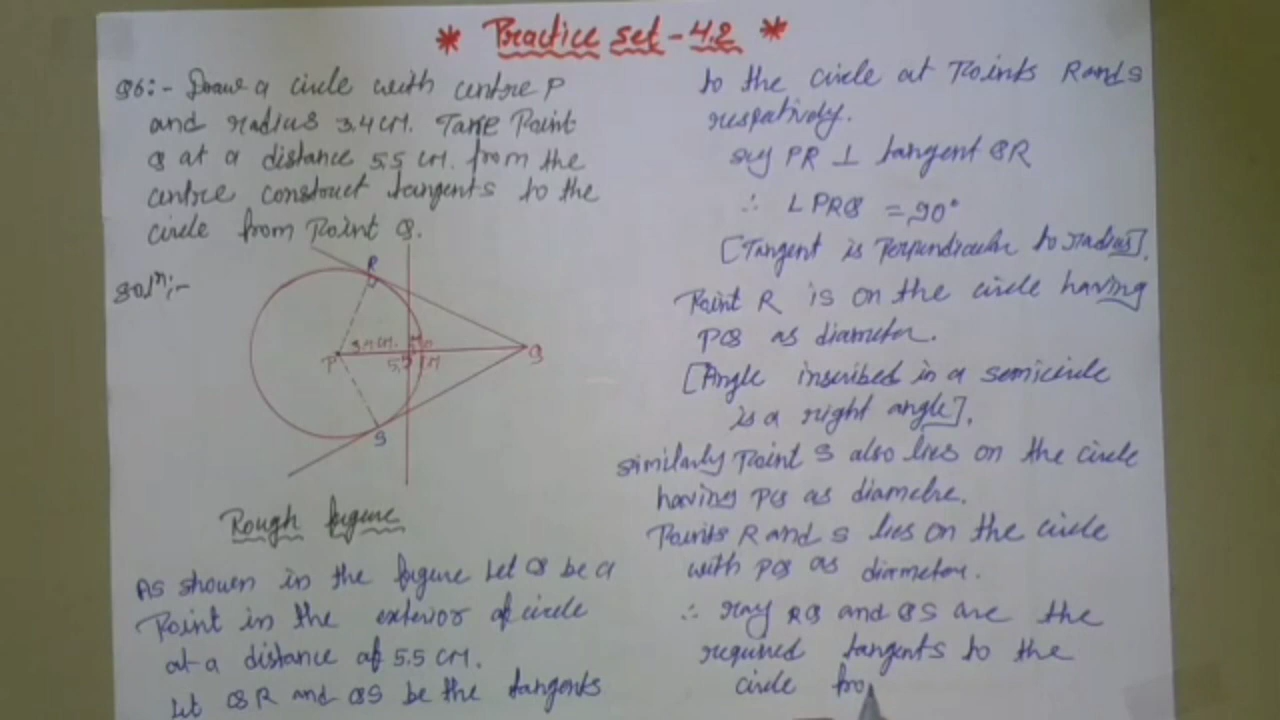 * Practice set - 4.2 *
Q6:- Draw a circle with centre P
and radius 3.4 cm. Take Point
Q at a distance 5.5 cm. from the
centre construct tangents to the
circle from Point Q.
Solⁿ:-
R
3.4 cm.
M
P
5.5 cm
Q
S
Rough figure
As shown in the figure Let Q be a
Point in the exterior of circle
at a distance of 5.5 cm.
Let QR and QS be the tangents
to the circle at Points R and S
respatively.
seg PR ⊥ tangent QR
∴ ∠PRQ = 90°
[Tangent is Perpendicular to radius].
Point R is on the circle having
PQ as diameter.
[Angle inscribed in a semicircle
is a right angle].
similarly Point S also lies on the circle
having PQ as diametre.
Points R and S lies on the circle
with PQ as diameter.
∴ ray RQ and QS are the
required tangents to the
circle fro